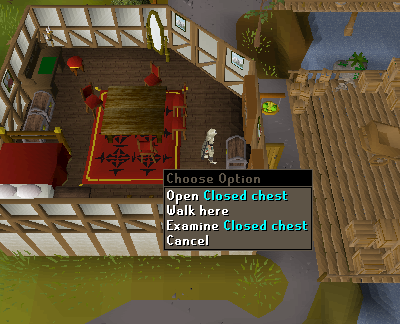 Choose Option
Open Closed chest
Walk here
Examine Closed chest
Cancel